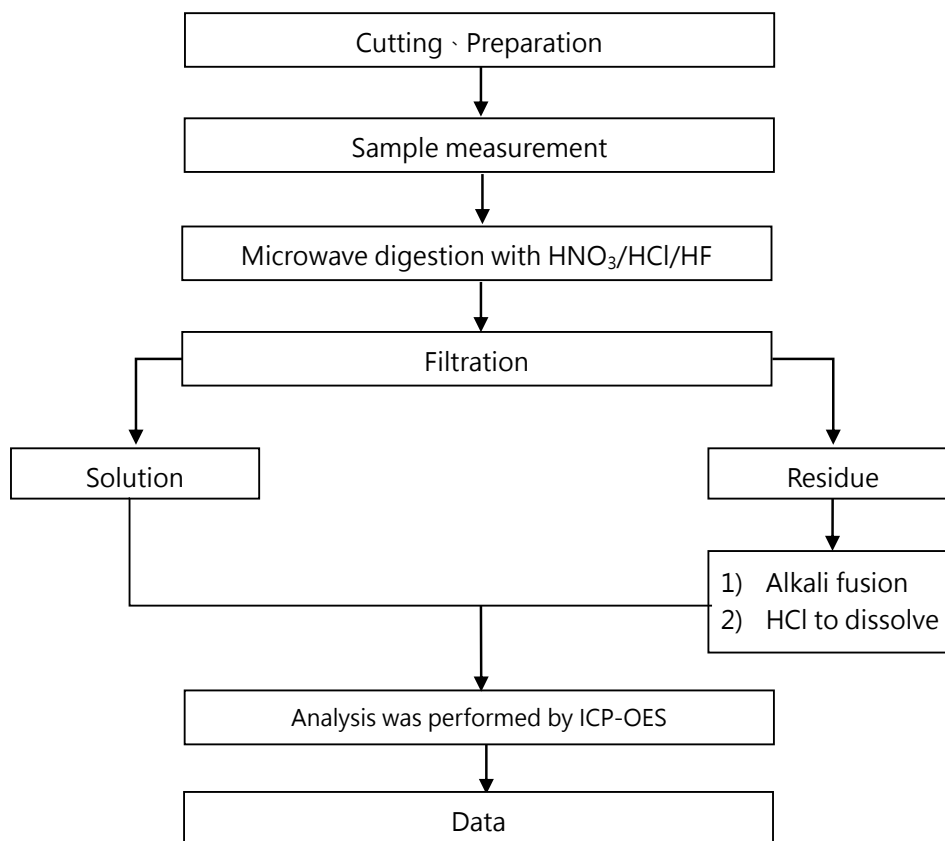 Cutting、Preparation
Sample measurement
Microwave digestion with HNO₃/HCl/HF
Filtration
Solution
Residue
1) Alkali fusion
2) HCl to dissolve
Analysis was performed by ICP-OES
Data